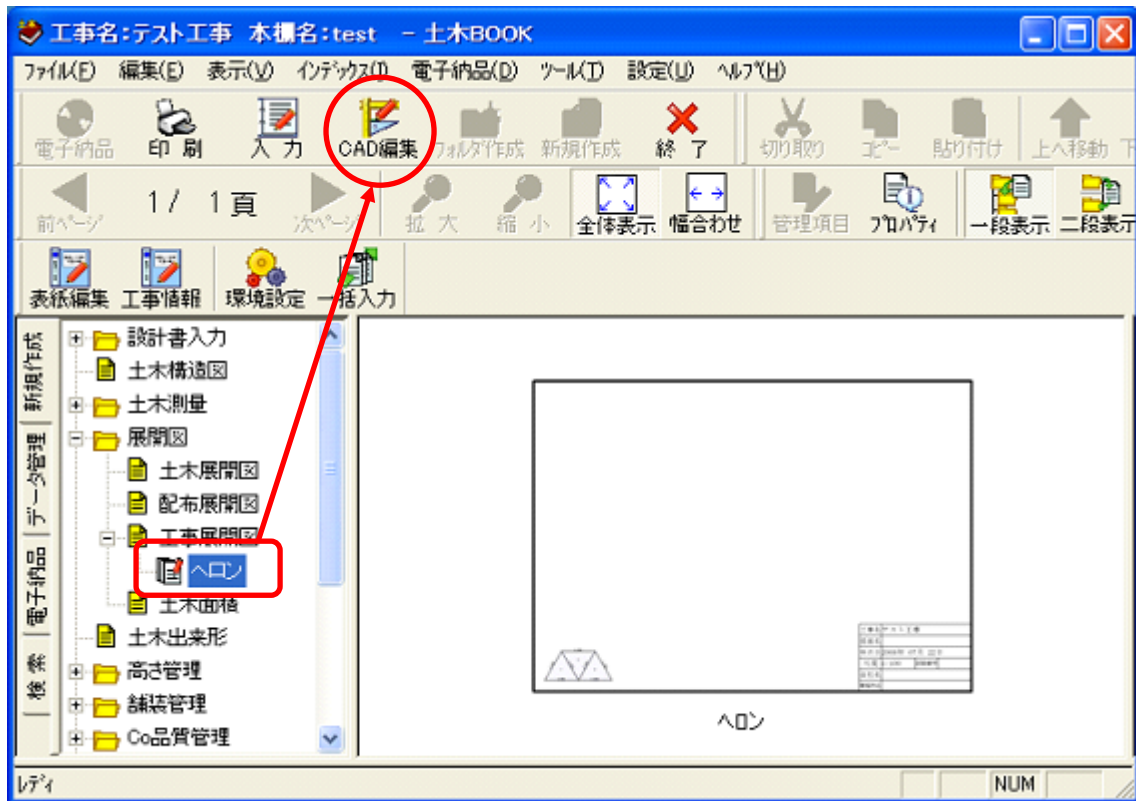 工事名:テスト工事 本棚名:test - 土木BOOK
ファイル(F) 編集(E) 表示(V) インデックス(I) 電子納品(D) ツール(T) 設定(U) ヘルプ(H)
電子納品 印 刷 入 力 CAD編集 フォルダ作成 新規作成 終 了 切り取り コピー 貼り付け 上へ移動 下
前ページ 1 / 1 頁 次ページ 拡 大 縮 小 全体表示 幅合わせ 管理項目 プロパティ 一段表示 二段表示
表紙編集 工事情報 環境設定 一括入力
新規作成
データ管理
電子納品
検 索
設計書入力
土木構造図
土木測量
展開図
土木展開図
配布展開図
工事展開図
ヘロン
土木面積
土木出来形
高さ管理
舗装管理
Co品質管理
ヘロン
レディ
NUM